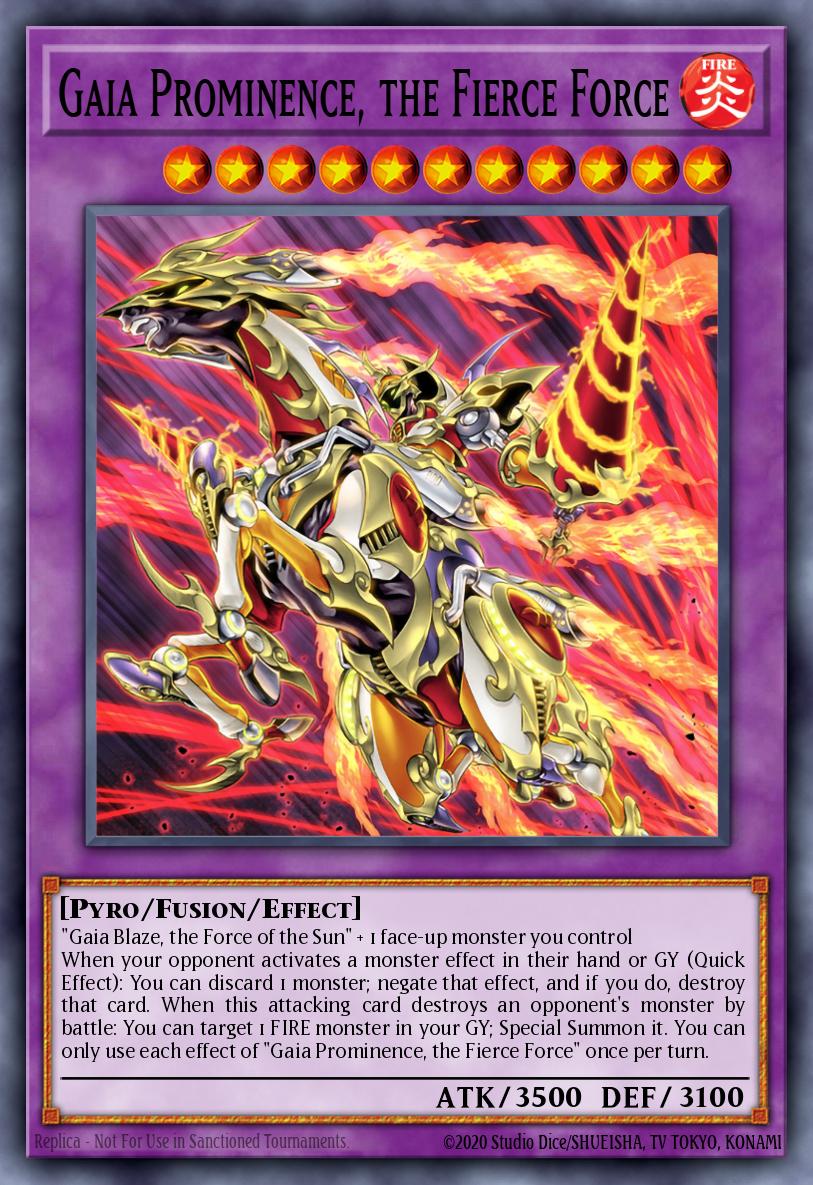 Gaia Prominence, the Fierce Force
FIRE
炎
[Pyro/Fusion/Effect]
"Gaia Blaze, the Force of the Sun" + 1 face-up monster you control
When your opponent activates a monster effect in their hand or GY (Quick
Effect): You can discard 1 monster; negate that effect, and if you do, destroy
that card. When this attacking card destroys an opponent's monster by
battle: You can target 1 FIRE monster in your GY; Special Summon it. You can
only use each effect of "Gaia Prominence, the Fierce Force" once per turn.
ATK/3500 DEF/3100
Replica - Not For Use in Sanctioned Tournaments.
©2020 Studio Dice/SHUEISHA, TV TOKYO, KONAMI